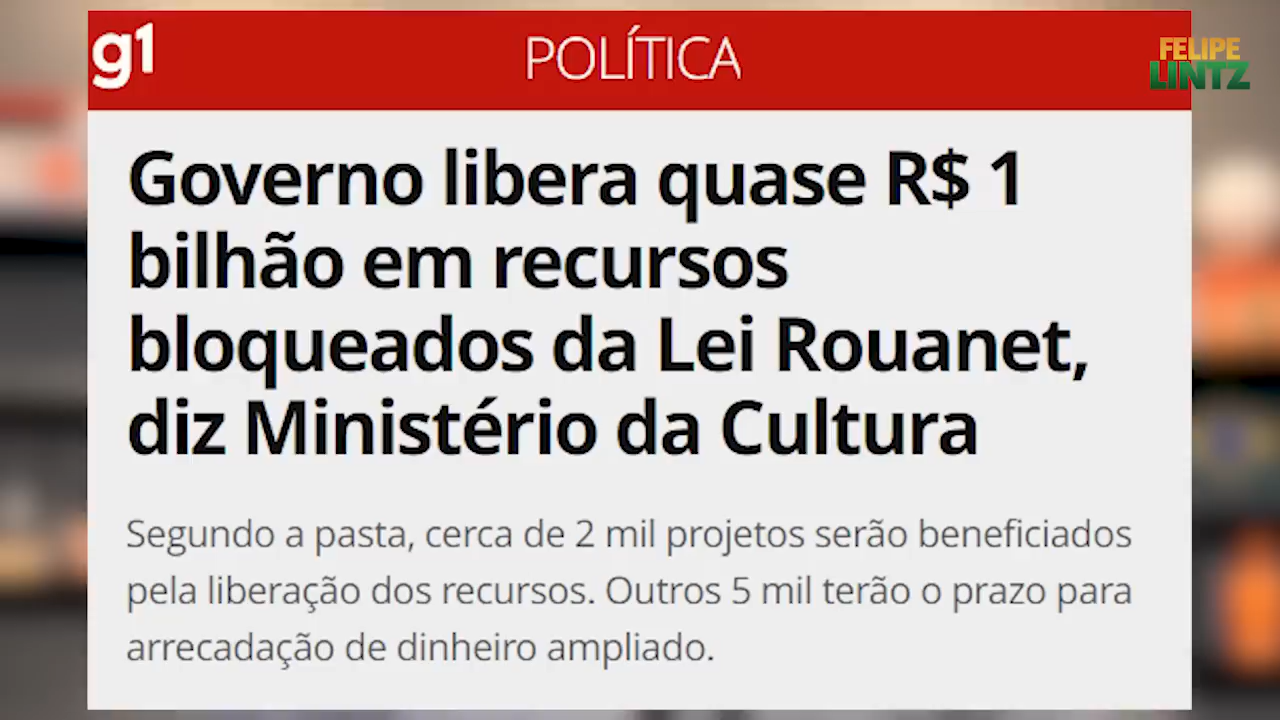 g1
POLÍTICA
FELIPE
LINTZ
Governo libera quase R$ 1
bilhão em recursos
bloqueados da Lei Rouanet,
diz Ministério da Cultura
Segundo a pasta, cerca de 2 mil projetos serão beneficiados
pela liberação dos recursos. Outros 5 mil terão o prazo para
arrecadação de dinheiro ampliado.